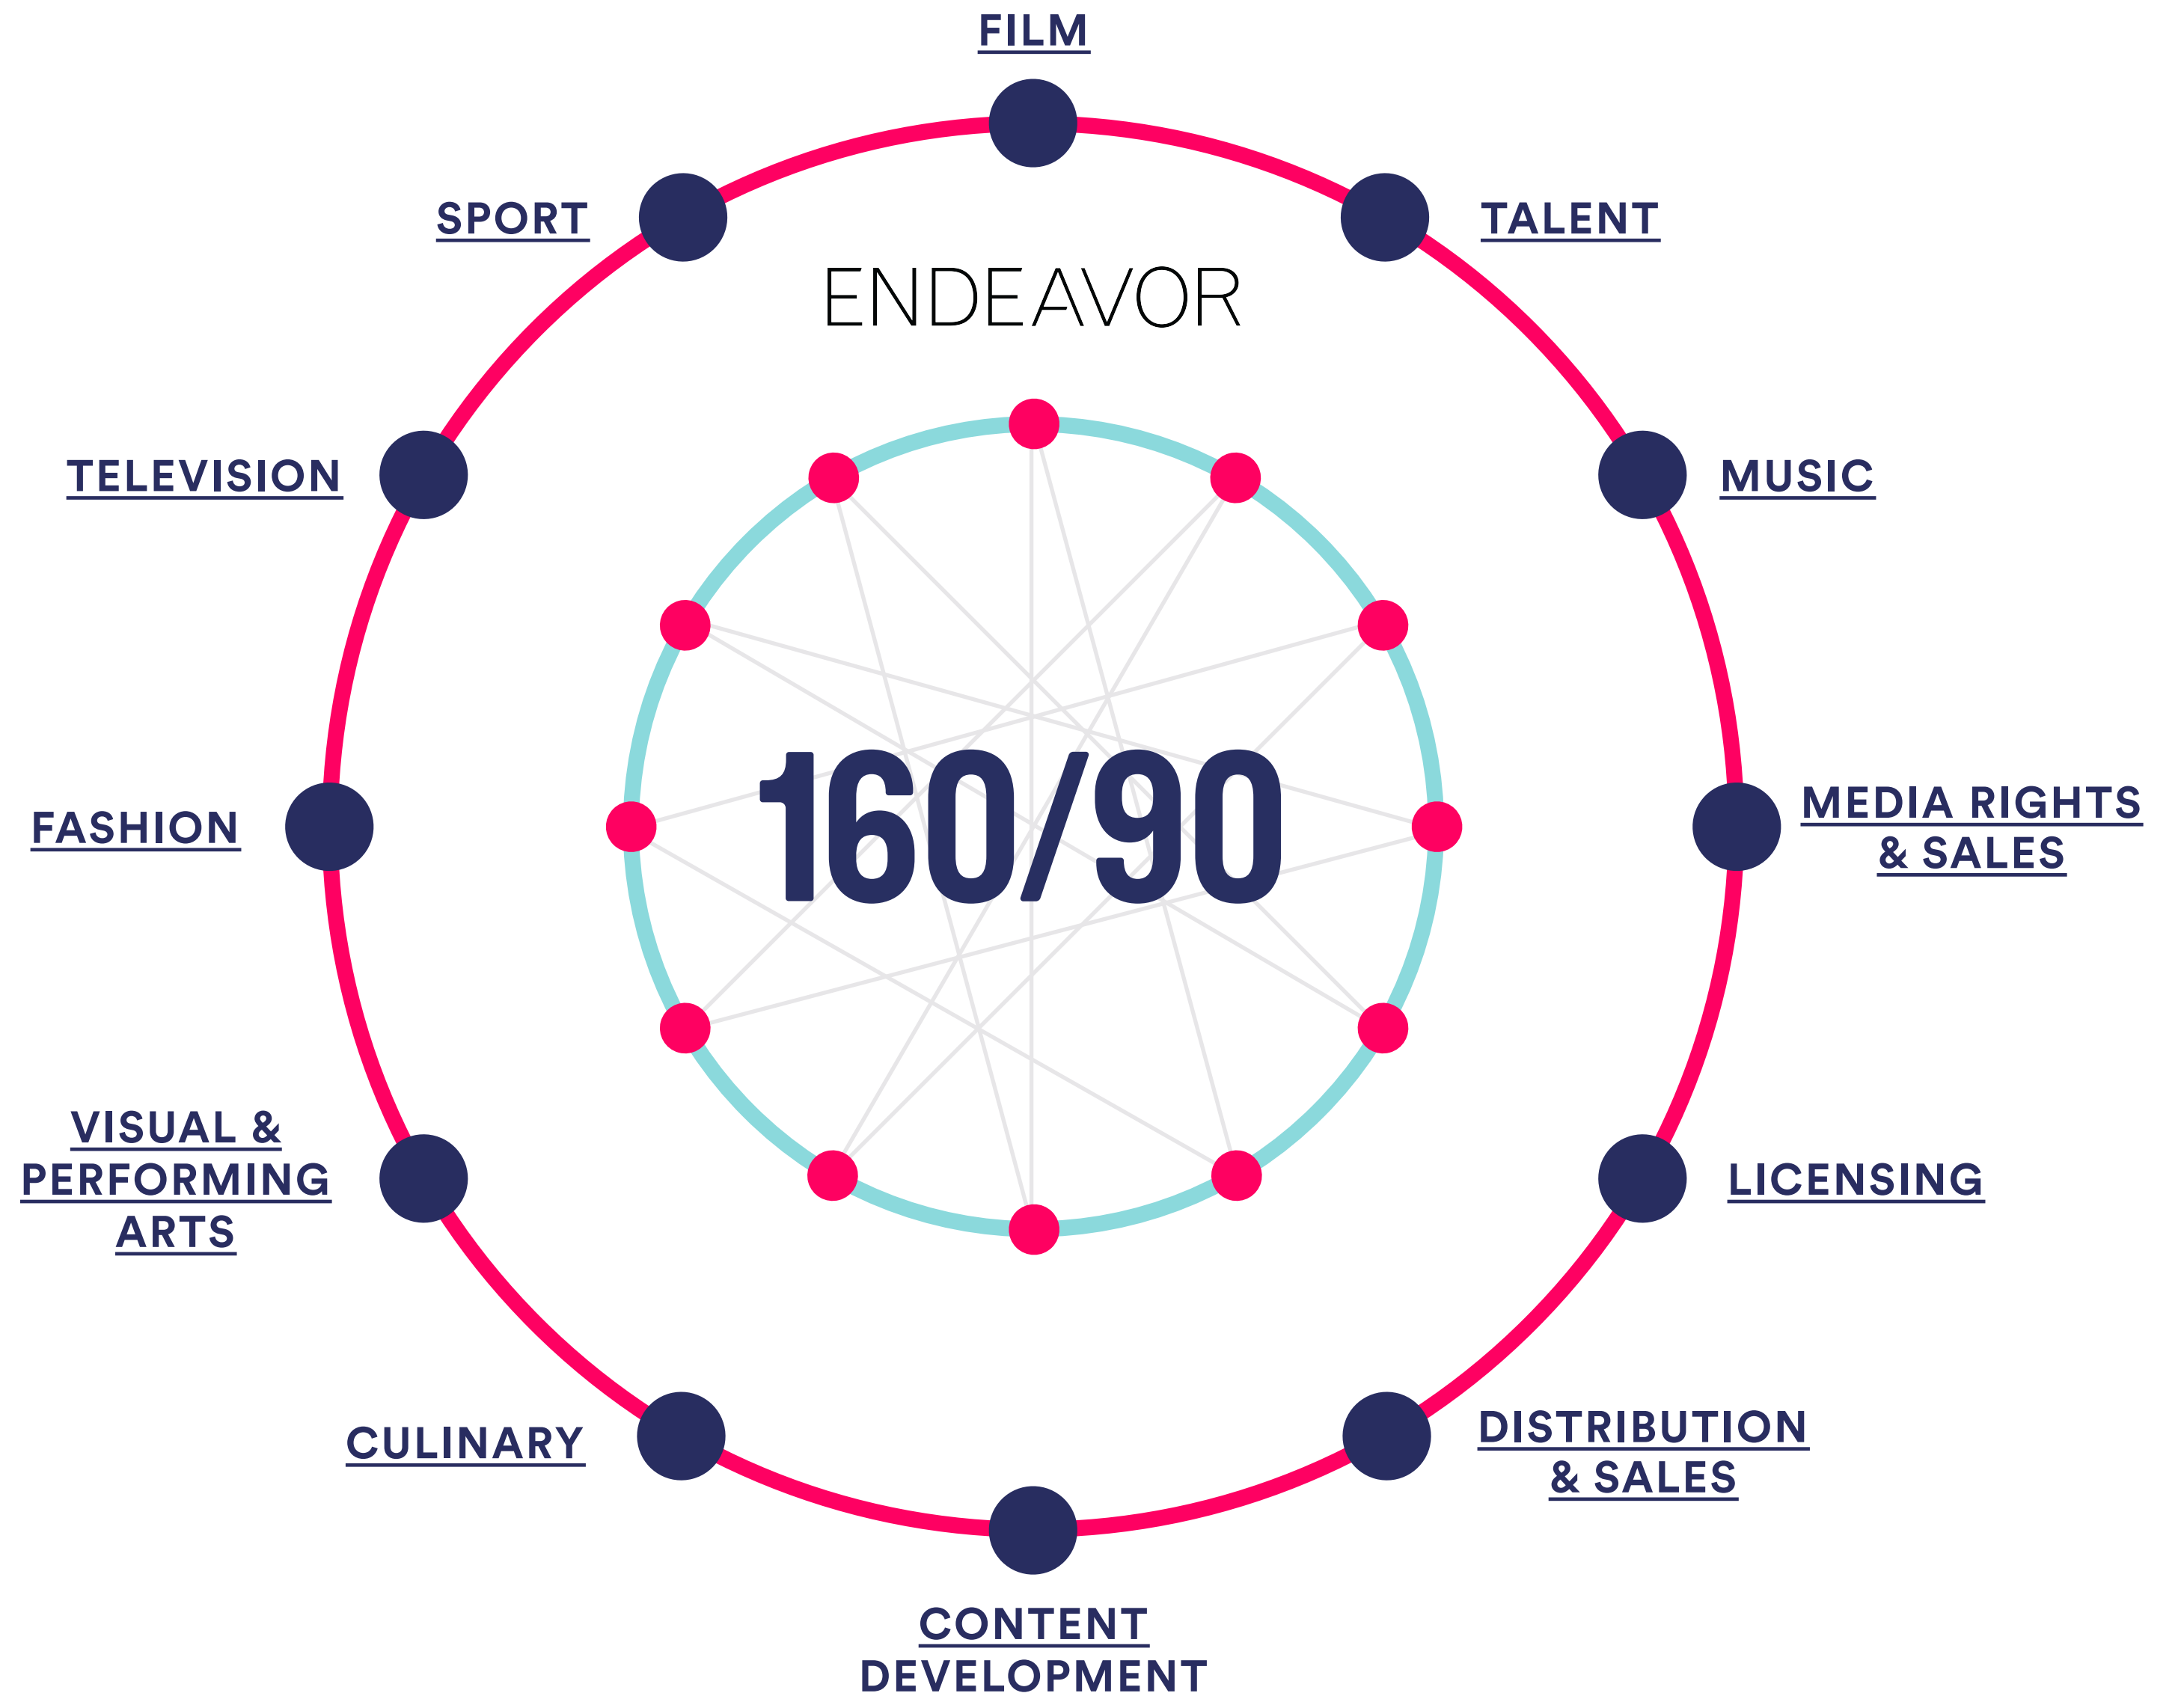 FILM
SPORT
TALENT
ENDEAVOR
TELEVISION
MUSIC
160/90
FASHION
MEDIA RIGHTS
& SALES
VISUAL &
PERFORMING
ARTS
LICENSING
CULINARY
DISTRIBUTION
& SALES
CONTENT
DEVELOPMENT